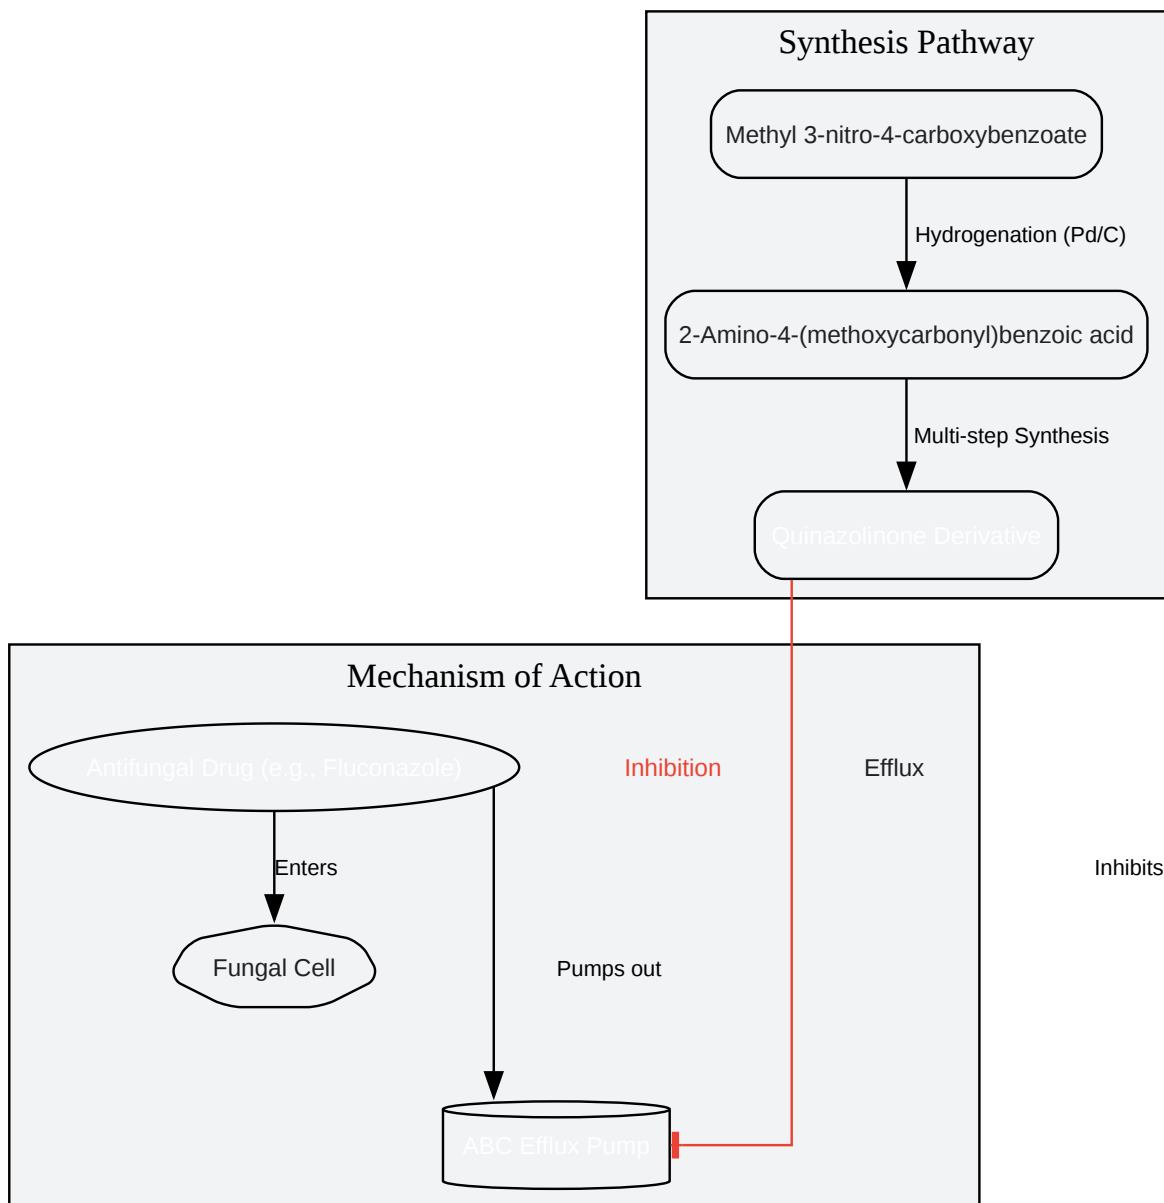 Synthesis Pathway
Methyl 3-nitro-4-carboxybenzoate
Hydrogenation (Pd/C)
2-Amino-4-(methoxycarbonyl)benzoic acid
Multi-step Synthesis
Quinazolinone Derivative
Mechanism of Action
Antifungal Drug (e.g., Fluconazole)
Inhibition
Efflux
Enters
Inhibits
Fungal Cell
Pumps out
ABC Efflux Pump